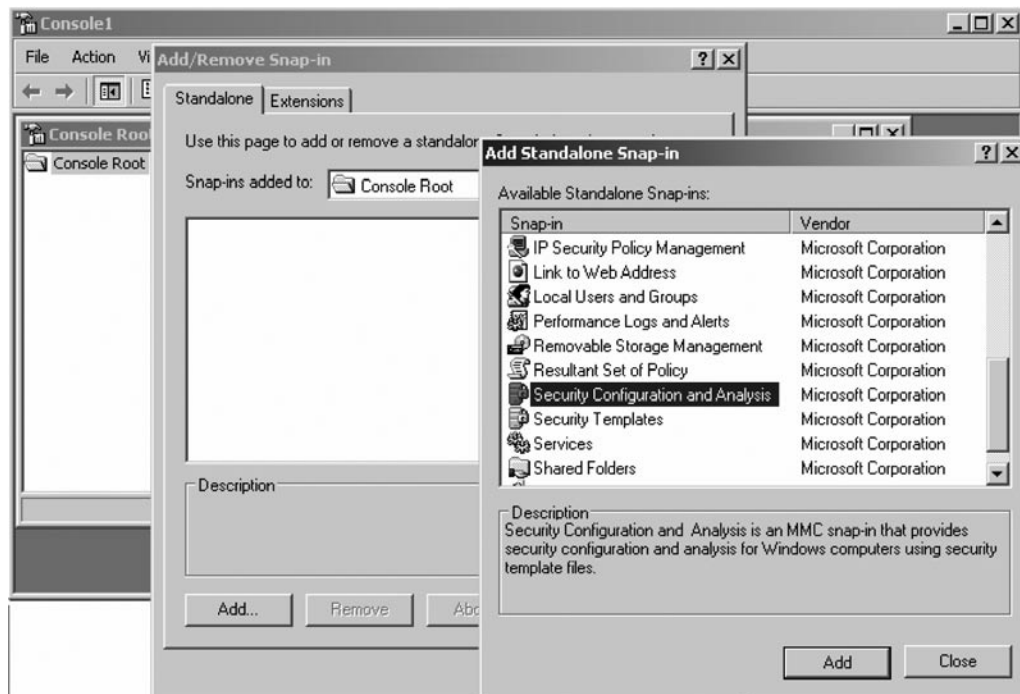 Console1
File Action Vi
Add/Remove Snap-in
Standalone Extensions
Console Root
Console Root
Use this page to add or remove a standalon
Snap-ins added to: Console Root
Description
Add... Remove Abo
Add Standalone Snap-in
Available Standalone Snap-ins:
Snap-in Vendor
IP Security Policy Management Microsoft Corporation
Link to Web Address Microsoft Corporation
Local Users and Groups Microsoft Corporation
Performance Logs and Alerts Microsoft Corporation
Removable Storage Management Microsoft Corporation
Resultant Set of Policy Microsoft Corporation
Security Configuration and Analysis Microsoft Corporation
Security Templates Microsoft Corporation
Services Microsoft Corporation
Shared Folders Microsoft Corporation
Description
Security Configuration and Analysis is an MMC snap-in that provides
security configuration and analysis for Windows computers using security
template files.
Add Close